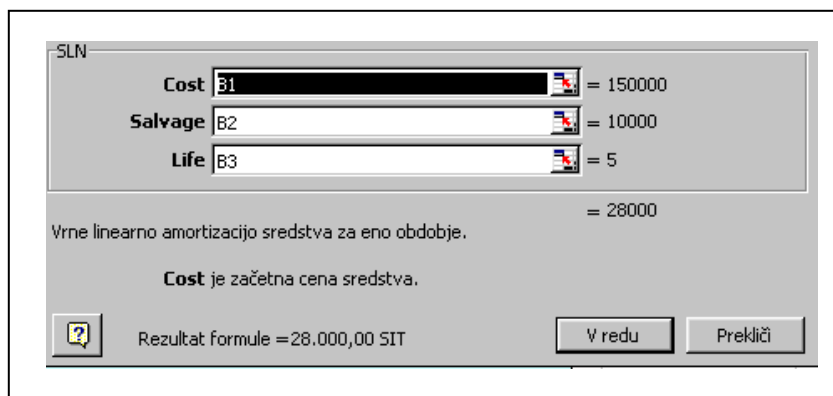 SLN
Cost B1 = 150000
Salvage B2 = 10000
Life B3 = 5
= 28000
Vrne linearno amortizacijo sredstva za eno obdobje.
Cost je začetna cena sredstva.
? Rezultat formule =28.000,00 SIT V redu Prekliči